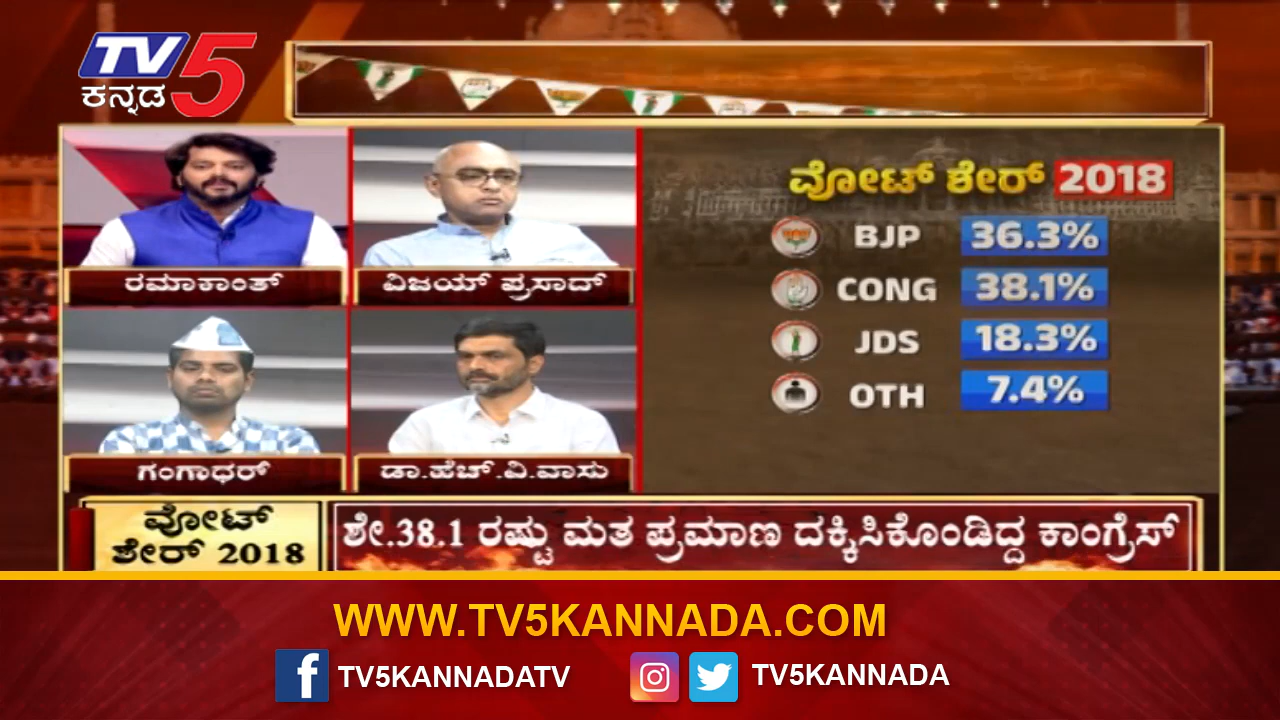 TV5
ಕನ್ನಡ
ವೋಟ್ ಶೇರ್ 2018
BJP 36.3%
CONG 38.1%
JDS 18.3%
OTH 7.4%
ರಮಾಕಾಂತ್
ವಿಜಯ್ ಪ್ರಸಾದ್
ಗಂಗಾಧರ್
ಡಾ.ಹೆಚ್.ವಿ.ವಾಸು
ವೋಟ್
ಶೇರ್ 2018
ಶೇ.38.1 ರಷ್ಟು ಮತ ಪ್ರಮಾಣ ದಕ್ಕಿಸಿಕೊಂಡಿದ್ದ ಕಾಂಗ್ರೆಸ್
WWW.TV5KANNADA.COM
TV5KANNADATV
TV5KANNADA